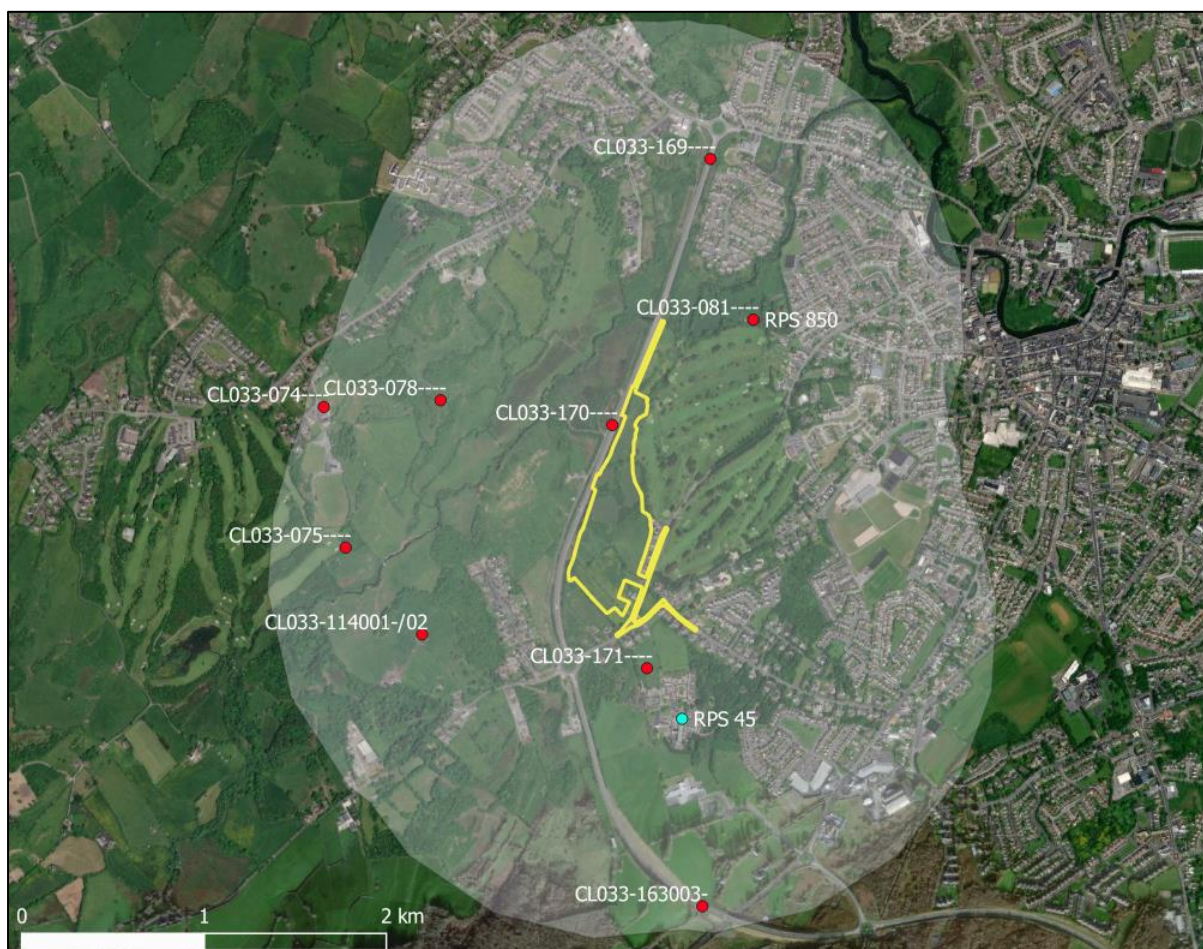 CL033-169----
CL033-081----
RPS 850
CL033-074----
CL033-078----
CL033-170----
CL033-075----
CL033-114001-/02
CL033-171----
RPS 45
CL033-163003-
0 1 2 km